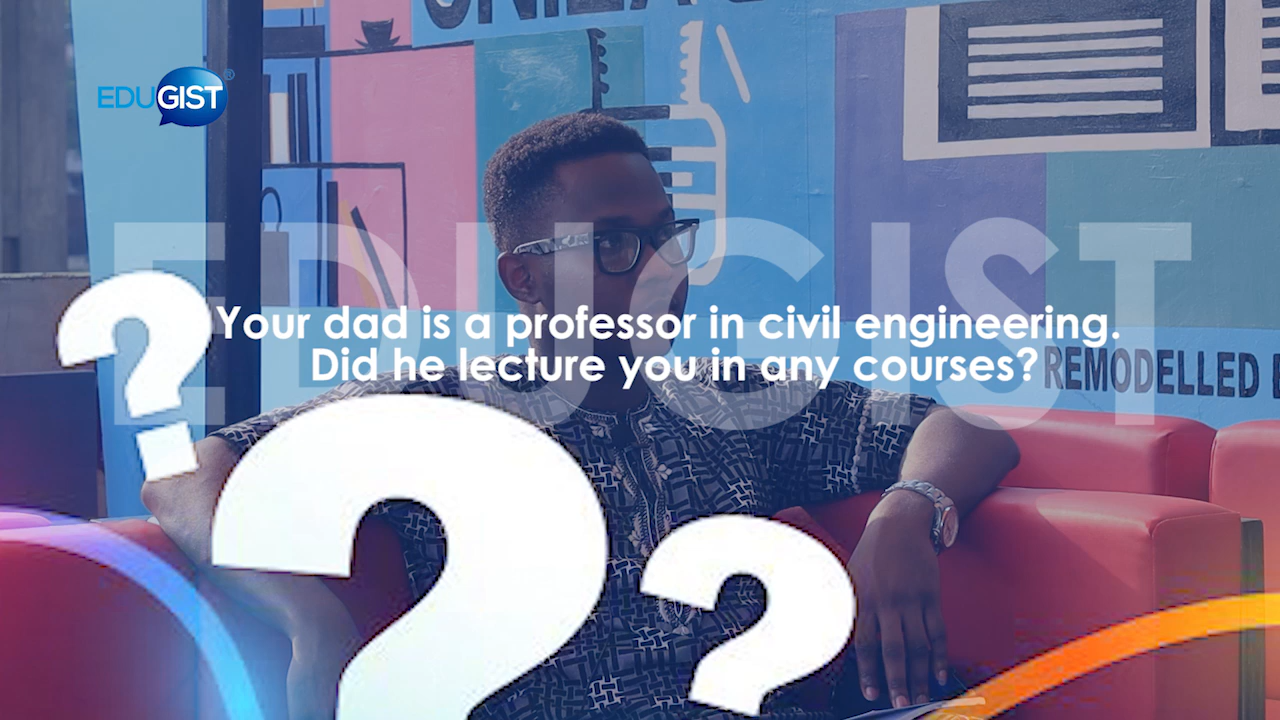 EDUGIST
EDUGIST
Your dad is a professor in civil engineering.
Did he lecture you in any courses?
REMODELLED